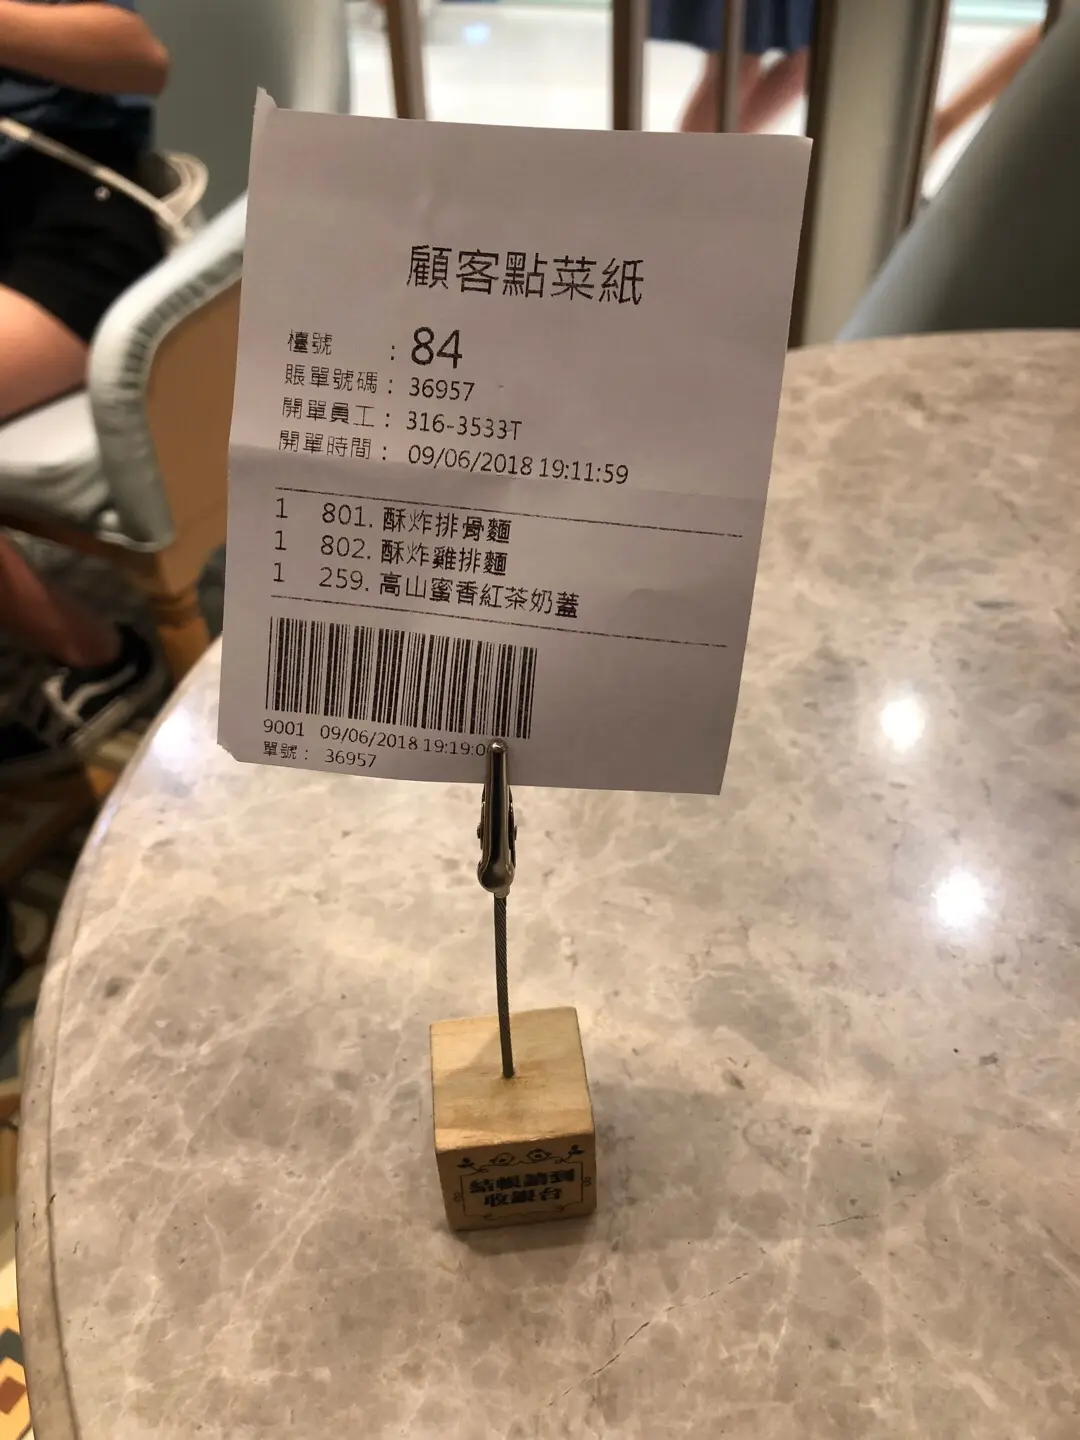 顧客點菜紙
檯號 : 84
賬單號碼 : 36957
開單員工 : 316-3533T
開單時間 : 09/06/2018 19:11:59
1 801. 酥炸排骨麵
1 802. 酥炸雞排麵
1 259. 高山蜜香紅茶奶蓋
9001 09/06/2018 19:19:0
單號 : 36957
結帳請到
收銀台